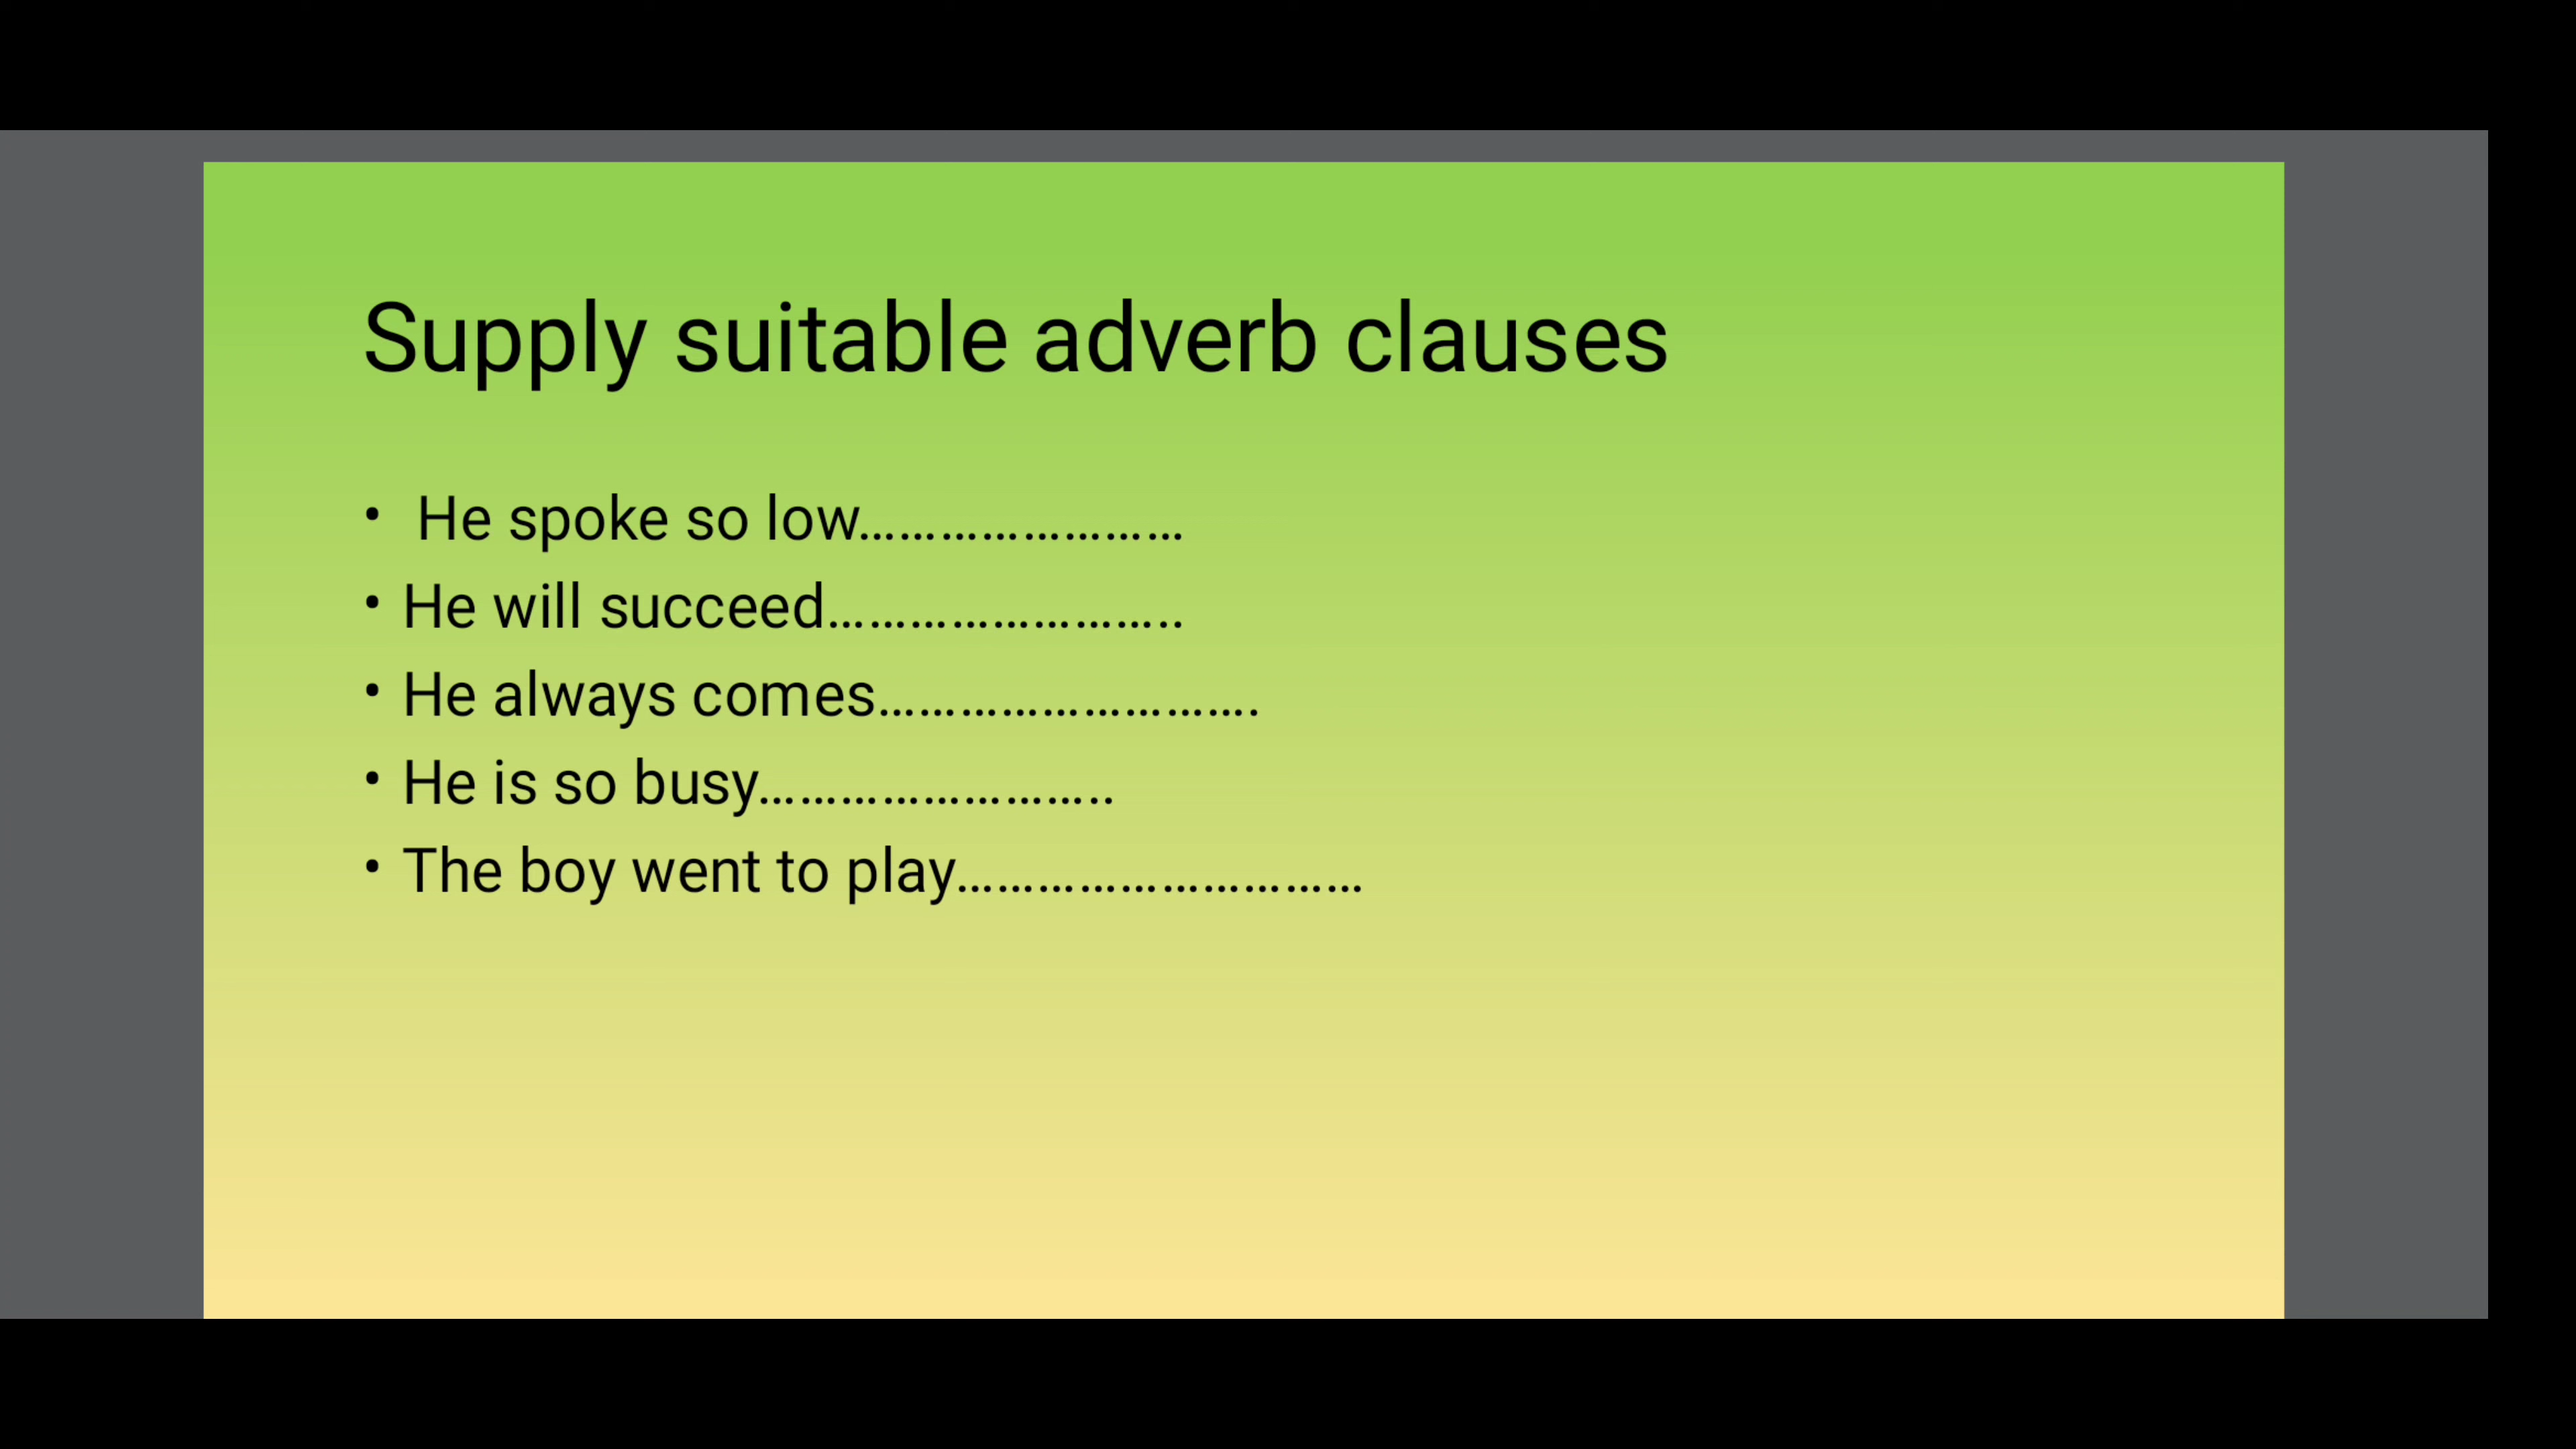 Supply suitable adverb clauses
• He spoke so low……………………
• He will succeed……………………..
• He always comes……………………….
• He is so busy……………………..
• The boy went to play…………………………